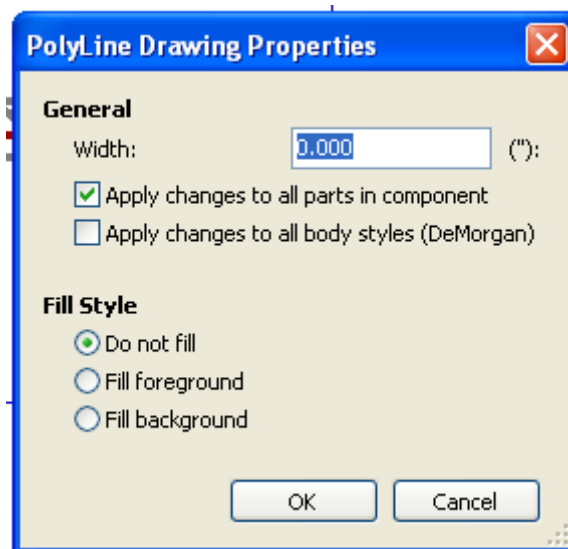 PolyLine Drawing Properties
General
Width: 0.000 ("):
Apply changes to all parts in component
Apply changes to all body styles (DeMorgan)
Fill Style
Do not fill
Fill foreground
Fill background
OK Cancel